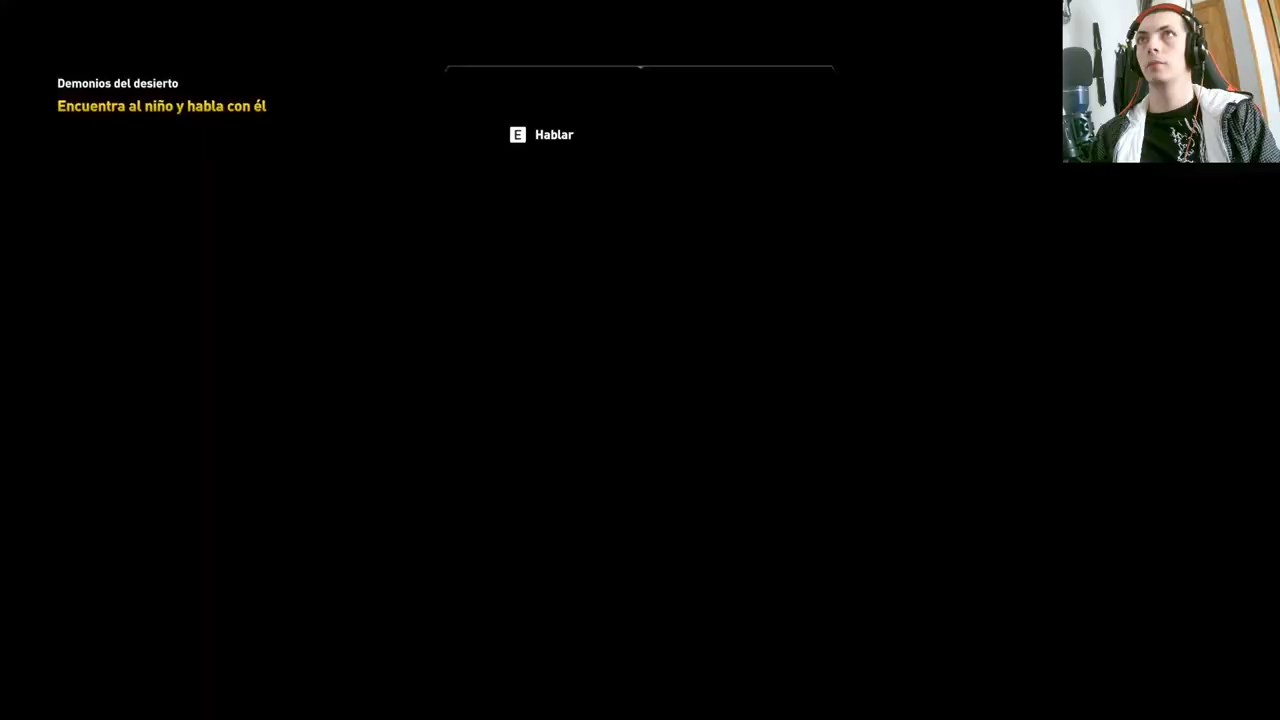 Demonios del desierto
Encuentra al niño y habla con él
E Hablar